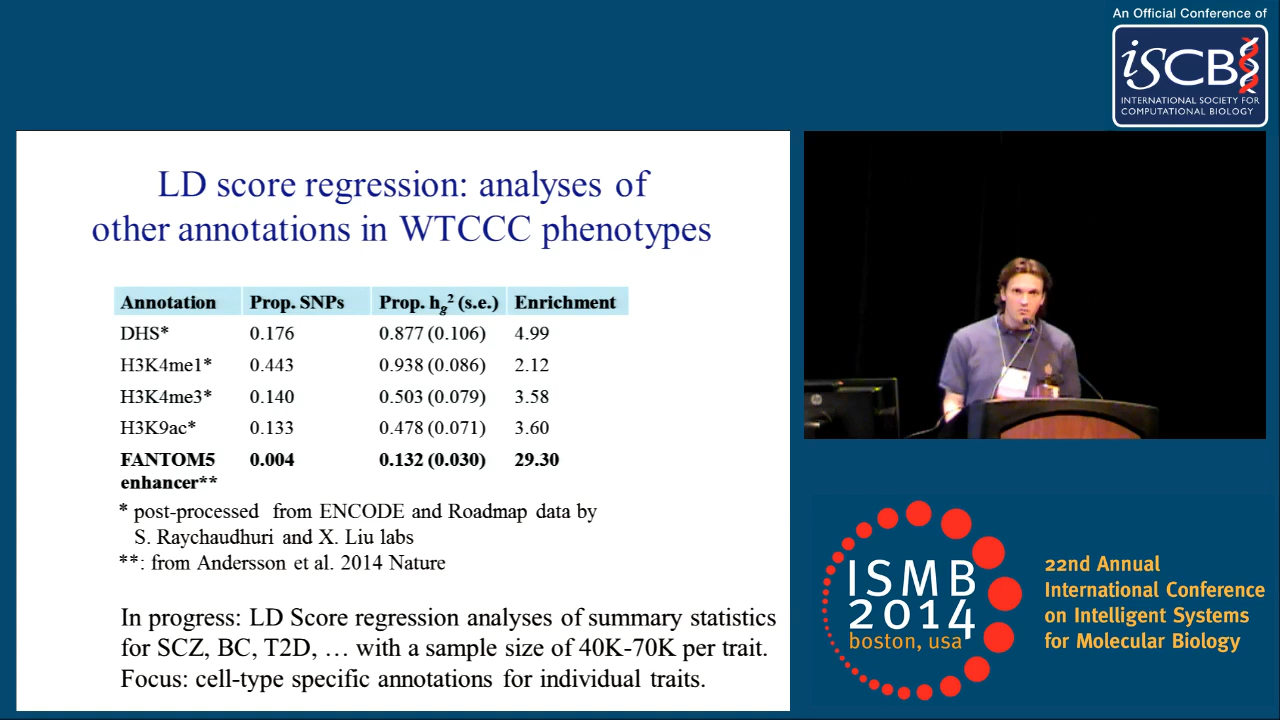 An Official Conference of
iSCB
INTERNATIONAL SOCIETY FOR
COMPUTATIONAL BIOLOGY
LD score regression: analyses of
other annotations in WTCCC phenotypes
Annotation Prop. SNPs Prop. hg² (s.e.) Enrichment
DHS* 0.176 0.877 (0.106) 4.99
H3K4me1* 0.443 0.938 (0.086) 2.12
H3K4me3* 0.140 0.503 (0.079) 3.58
H3K9ac* 0.133 0.478 (0.071) 3.60
FANTOM5 0.004 0.132 (0.030) 29.30
enhancer**
* post-processed from ENCODE and Roadmap data by
S. Raychaudhuri and X. Liu labs
**: from Andersson et al. 2014 Nature
In progress: LD Score regression analyses of summary statistics
for SCZ, BC, T2D, … with a sample size of 40K-70K per trait.
Focus: cell-type specific annotations for individual traits.
hp
ISMB
2014
boston, usa
22nd Annual
International Conference
on Intelligent Systems
for Molecular Biology